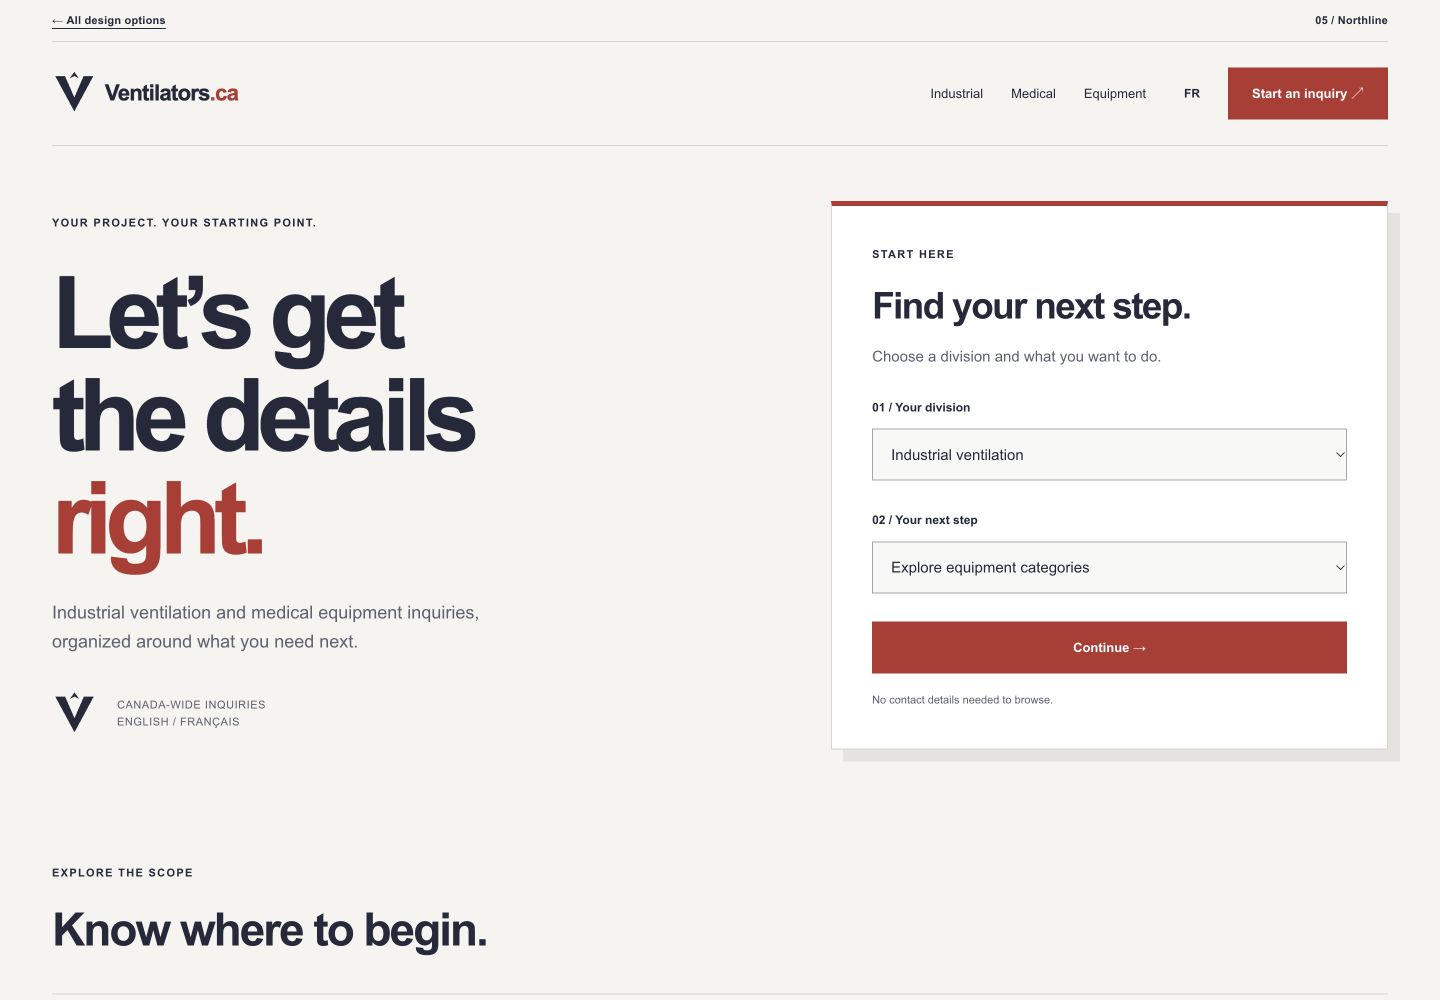 ← All design options
05 / Northline
Ventilators.ca
Industrial
Medical
Equipment
FR
Start an inquiry ↗
YOUR PROJECT. YOUR STARTING POINT.
Let’s get
the details
right.
Industrial ventilation and medical equipment inquiries,
organized around what you need next.
CANADA-WIDE INQUIRIES
ENGLISH / FRANÇAIS
START HERE
Find your next step.
Choose a division and what you want to do.
01 / Your division
Industrial ventilation
02 / Your next step
Explore equipment categories
Continue →
No contact details needed to browse.
EXPLORE THE SCOPE
Know where to begin.